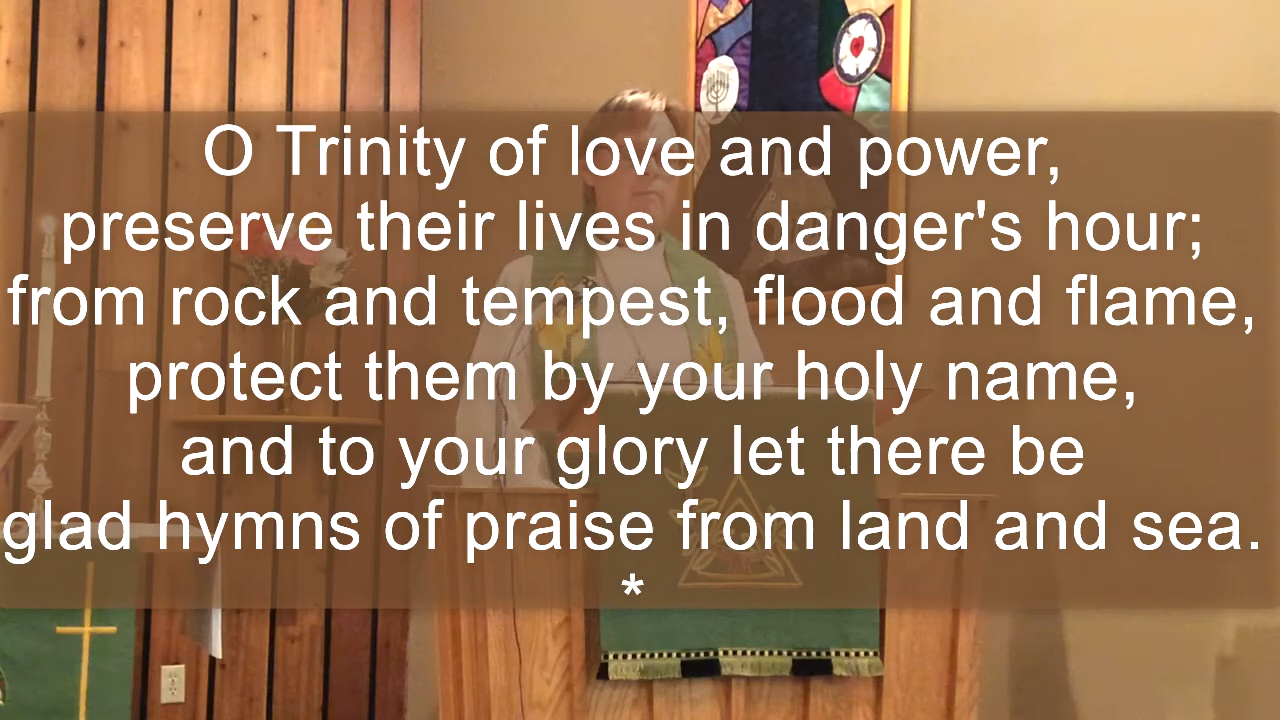 O Trinity of love and power,
preserve their lives in danger's hour;
from rock and tempest, flood and flame,
protect them by your holy name,
and to your glory let there be
glad hymns of praise from land and sea.
*